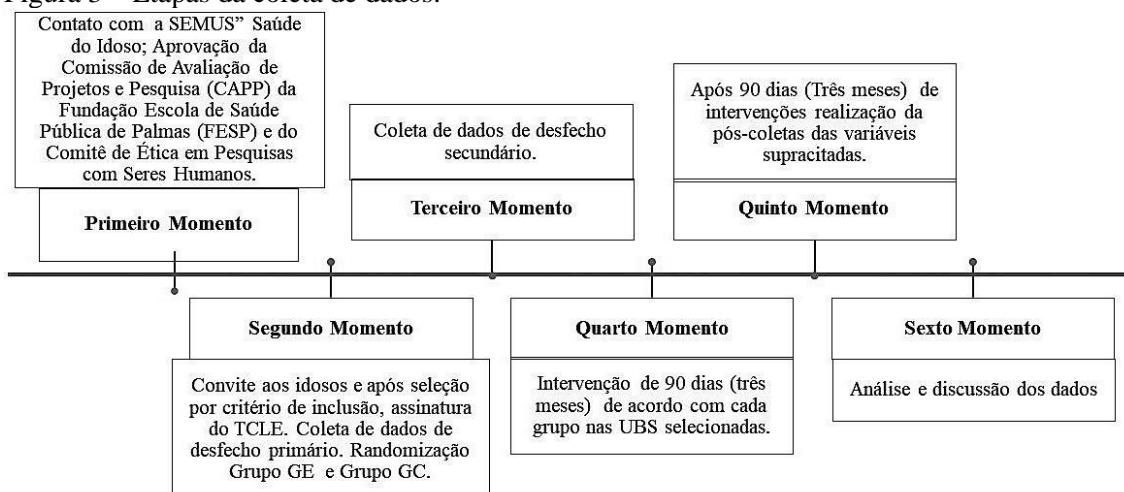 Figura 3 – Etapas da coleta de dados.
Contato com a SEMUS” Saúde
do Idoso; Aprovação da
Comissão de Avaliação de
Projetos e Pesquisa (CAPP) da
Fundação Escola de Saúde
Pública de Palmas (FESP) e do
Comitê de Ética em Pesquisas
com Seres Humanos.
Primeiro Momento
Segundo Momento
Convite aos idosos e após seleção
por critério de inclusão, assinatura
do TCLE. Coleta de dados de
desfecho primário. Randomização
Grupo GE e Grupo GC.
Coleta de dados de desfecho
secundário.
Terceiro Momento
Quarto Momento
Intervenção de 90 dias (três
meses) de acordo com cada
grupo nas UBS selecionadas.
Após 90 dias (Três meses) de
intervenções realização da
pós-coletas das variáveis
supracitadas.
Quinto Momento
Sexto Momento
Análise e discussão dos dados